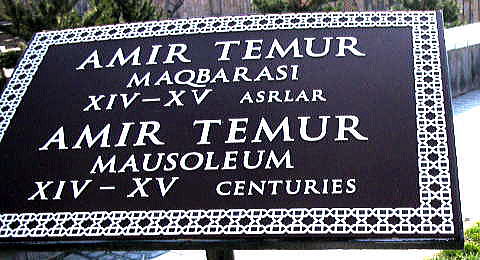 AMIR TEMUR
MAQBARASI
XIV-XV ASRLAR
AMIR TEMUR
MAUSOLEUM
XIV - XV CENTURIES